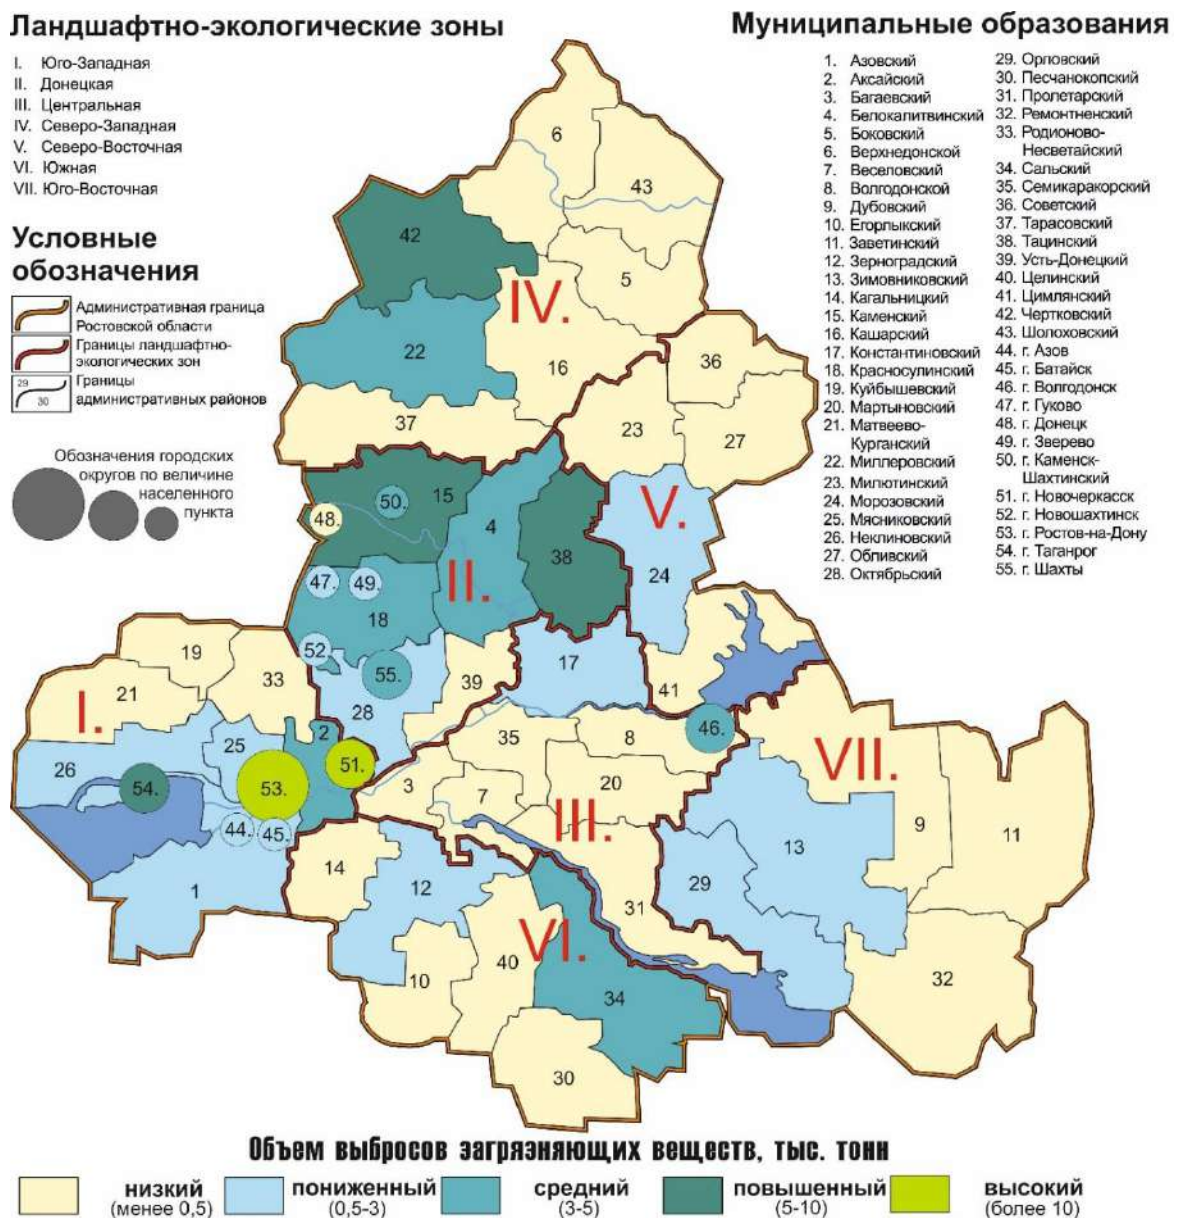 Ландшафтно-экологические зоны
I. Юго-Западная
II. Донецкая
III. Центральная
IV. Северо-Западная
V. Северо-Восточная
VI. Южная
VII. Юго-Восточная
Условные
обозначения
Административная граница
Ростовской области
Границы ландшафтно-
экологических зон
29
30
Границы
административных районов
Обозначения городских
округов по величине
населенного
пункта
Муниципальные образования
1. Азовский
2. Аксайский
3. Багаевский
4. Белокалитвинский
5. Боковский
6. Верхнедонской
7. Веселовский
8. Волгодонской
9. Дубовский
10. Егорлыкский
11. Заветинский
12. Зерноградский
13. Зимовниковский
14. Кагальницкий
15. Каменский
16. Кашарский
17. Константиновский
18. Красносулинский
19. Куйбышевский
20. Мартыновский
21. Матвеево-
Курганский
22. Миллеровский
23. Милютинский
24. Морозовский
25. Мясниковский
26. Неклиновский
27. Обливский
28. Октябрьский
29. Орловский
30. Песчанокопский
31. Пролетарский
32. Ремонтненский
33. Родионово-
Несветайский
34. Сальский
35. Семикаракорский
36. Советский
37. Тарасовский
38. Тацинский
39. Усть-Донецкий
40. Целинский
41. Цимлянский
42. Чертковский
43. Шолоховский
44. г. Азов
45. г. Батайск
46. г. Волгодонск
47. г. Гуково
48. г. Донецк
49. г. Зверево
50. г. Каменск-
Шахтинский
51. г. Новочеркасск
52. г. Новошахтинск
53. г. Ростов-на-Дону
54. г. Таганрог
55. г. Шахты
6
43
42
5
IV.
22
16
36
37
23
27
50.
15
48.
4
V.
38
24
47.
49.
II.
18
52.
19
55.
17
33
39
21
41
I.
28
2
46.
35
8
25
VII.
51.
26
54.
53.
3
20
7
III.
9
11
44.
45.
13
14
29
1
12
31
VI.
40
10
32
34
30
Объем выбросов загрязняющих веществ, тыс. тонн
низкий
(менее 0,5)
пониженный
(0,5-3)
средний
(3-5)
повышенный
(5-10)
высокий
(более 10)